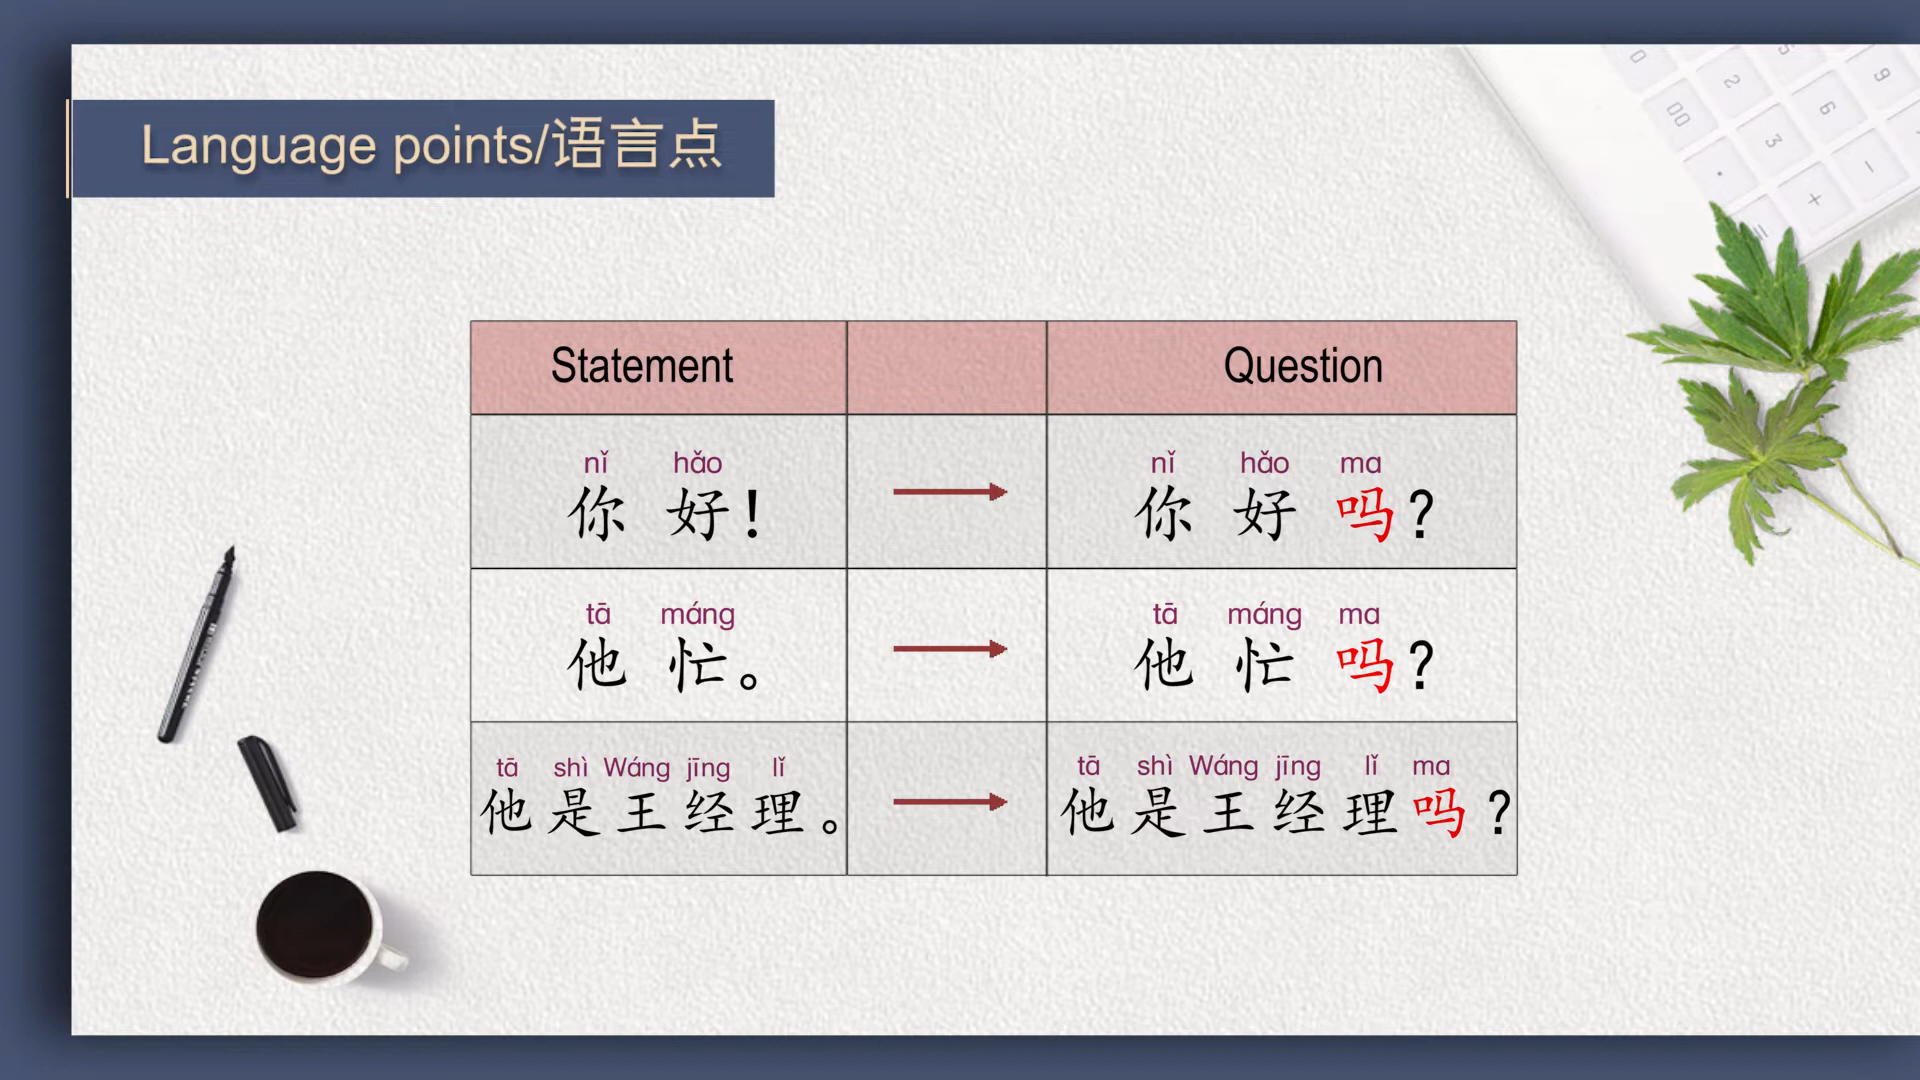 Language points/语言点
Statement
Question
nǐ hǎo
你 好！
nǐ hǎo ma
你 好 吗？
tā máng
他 忙。
tā máng ma
他 忙 吗？
tā shì Wáng jīng lǐ
他 是 王 经 理。
tā shì Wáng jīng lǐ ma
他 是 王 经 理 吗？